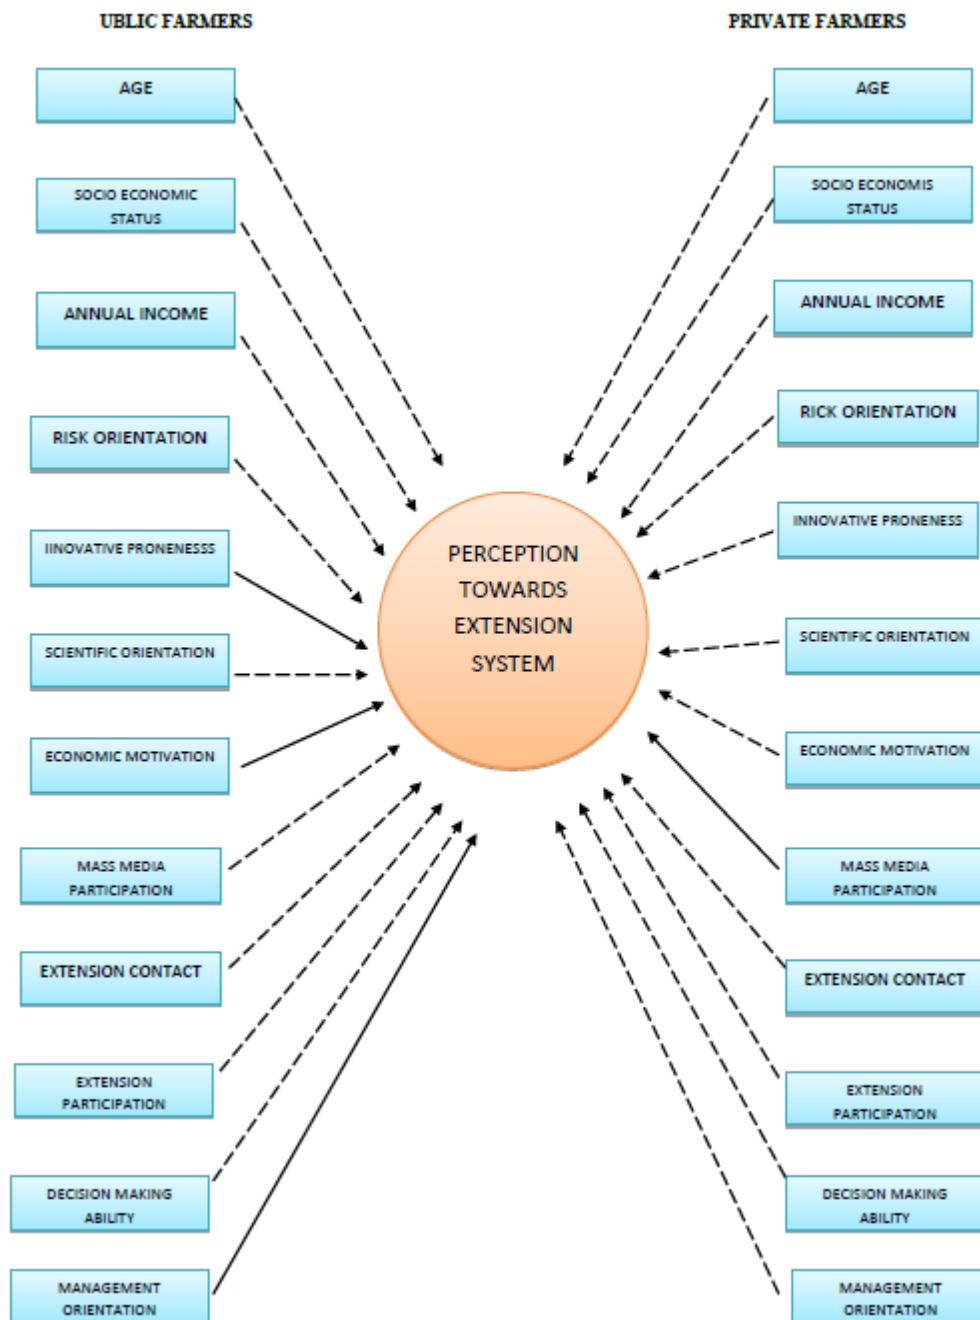 UBLIC FARMERS
PRIVATE FARMERS
AGE
SOCIO ECONOMIC
STATUS
ANNUAL INCOME
RISK ORIENTATION
IINOVATIVE PRONENESSS
SCIENTIFIC ORIENTATION
ECONOMIC MOTIVATION
MASS MEDIA
PARTICIPATION
EXTENSION CONTACT
EXTENSION
PARTICIPATION
DECISION MAKING
ABILITY
MANAGEMENT
ORIENTATION
PERCEPTION
TOWARDS
EXTENSION
SYSTEM
AGE
SOCIO ECONOMIS
STATUS
ANNUAL INCOME
RICK ORIENTATION
INNOVATIVE PRONENESS
SCIENTIFIC ORIENTATION
ECONOMIC MOTIVATION
MASS MEDIA
PARTICIPATION
EXTENSION CONTACT
EXTENSION
PARTICIPATION
DECISION MAKING
ABILITY
MANAGEMENT
ORIENTATION